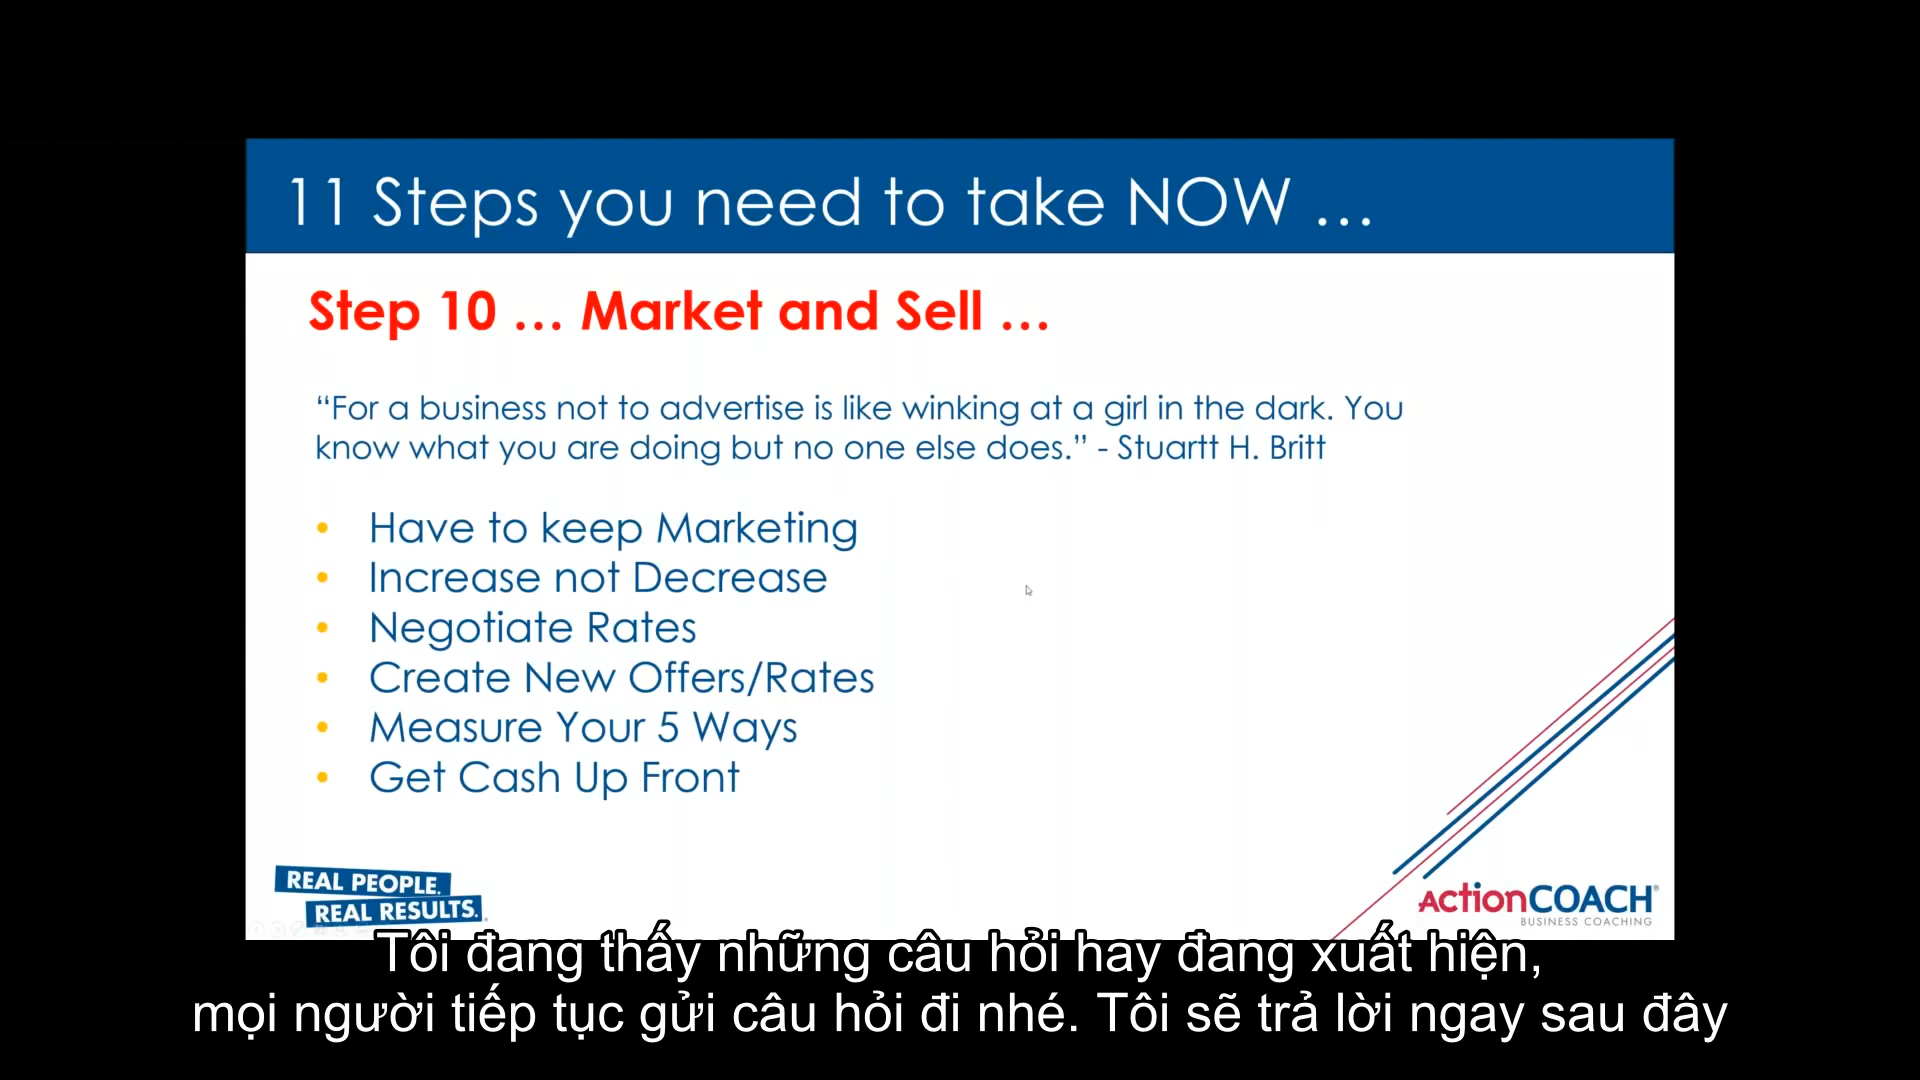 11 Steps you need to take NOW ...
Step 10 ... Market and Sell ...
“For a business not to advertise is like winking at a girl in the dark. You
know what you are doing but no one else does.” - Stuartt H. Britt
• Have to keep Marketing
• Increase not Decrease
• Negotiate Rates
• Create New Offers/Rates
• Measure Your 5 Ways
• Get Cash Up Front
REAL PEOPLE.
REAL RESULTS.
ActionCOACH®
BUSINESS COACHING
Tôi đang thấy những câu hỏi hay đang xuất hiện,
mọi người tiếp tục gửi câu hỏi đi nhé. Tôi sẽ trả lời ngay sau đây